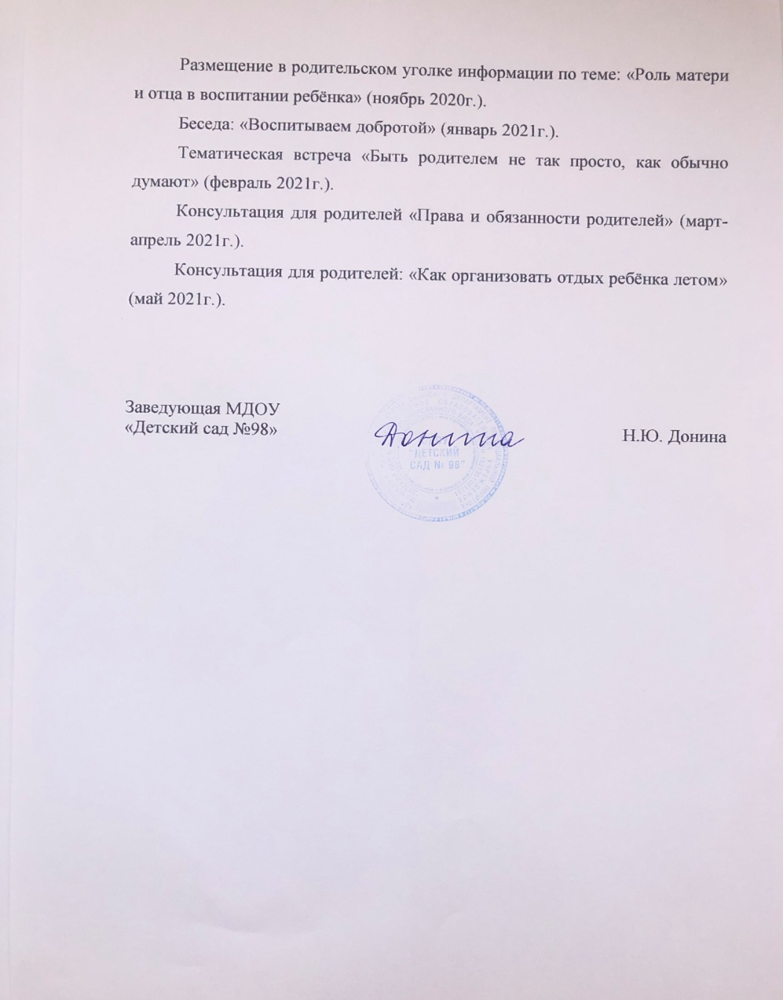 Размещение в родительском уголке информации по теме: «Роль матери
и отца в воспитании ребёнка» (ноябрь 2020г.).
Беседа: «Воспитываем добротой» (январь 2021г.).
Тематическая встреча «Быть родителем не так просто, как обычно
думают» (февраль 2021г.).
Консультация для родителей «Права и обязанности родителей» (март-
апрель 2021г.).
Консультация для родителей: «Как организовать отдых ребёнка летом»
(май 2021г.).
Заведующая МДОУ
«Детский сад №98»
Донина
"ДЕТСКИЙ
САД № 98"
Н.Ю. Донина